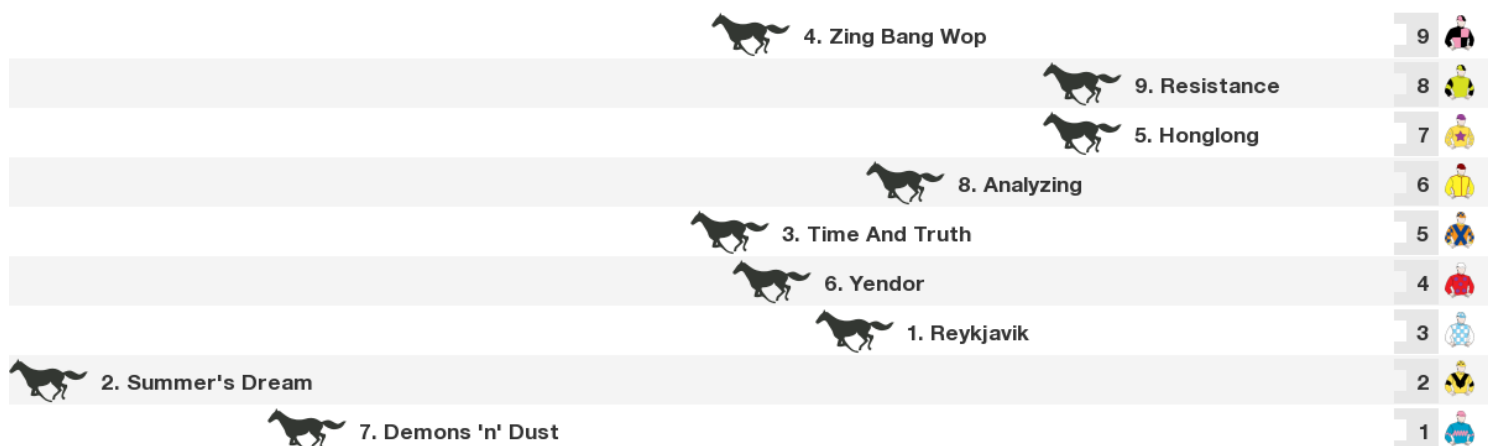 4. Zing Bang Wop 9
9. Resistance 8
5. Honglong 7
8. Analyzing 6
3. Time And Truth 5
6. Yendor 4
1. Reykjavik 3
2. Summer's Dream 2
7. Demons 'n' Dust 1